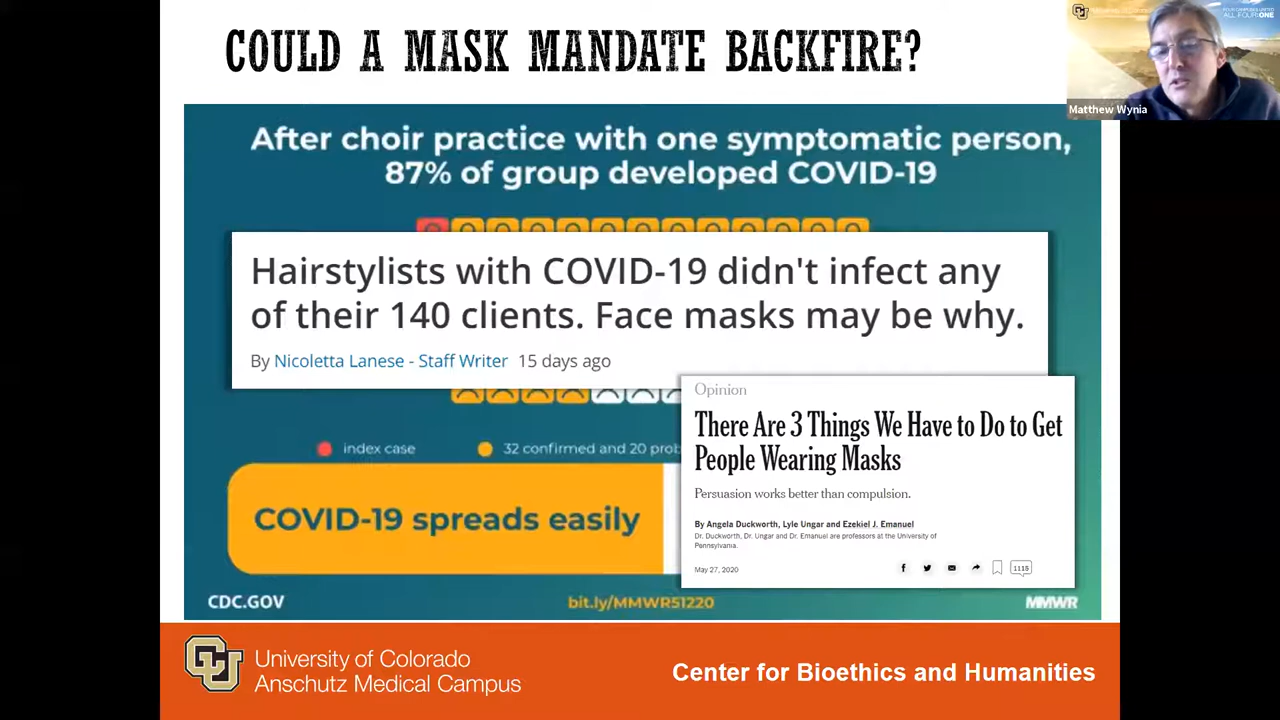 COULD A MASK MANDATE BACKFIRE?
ALL FOUR:ONE
Matthew Wynia
After choir practice with one symptomatic person,
87% of group developed COVID-19
Hairstylists with COVID-19 didn't infect any
of their 140 clients. Face masks may be why.
By Nicoletta Lanese - Staff Writer 15 days ago
Opinion
There Are 3 Things We Have to Do to Get
People Wearing Masks
Persuasion works better than compulsion.
By Angela Duckworth, Lyle Ungar and Ezekiel J. Emanuel
Dr. Duckworth, Dr. Ungar and Dr. Emanuel are professors at the University of
Pennsylvania.
May 27, 2020
1115
index case
32 confirmed and 20 prob
COVID-19 spreads easily
CDC.GOV
bit.ly/MMWR51220
MMWR
CU
University of Colorado
Anschutz Medical Campus
Center for Bioethics and Humanities